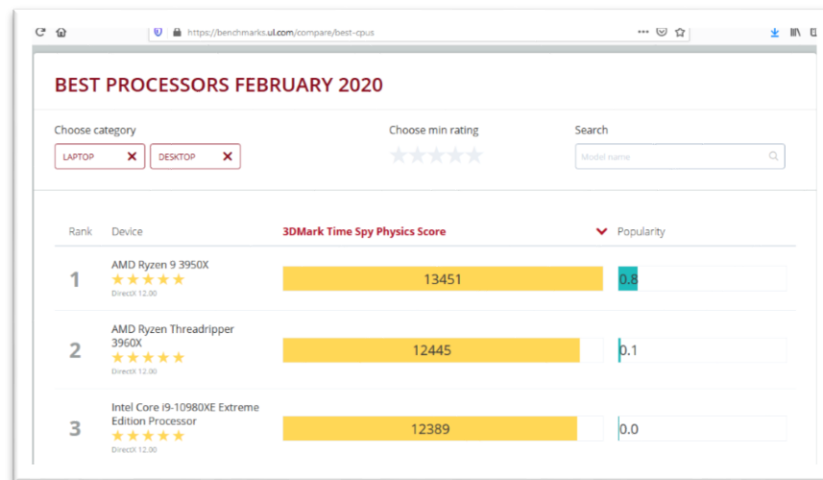 https://benchmarks.ul.com/compare/best-cpus
BEST PROCESSORS FEBRUARY 2020
Choose category
Choose min rating
Search
LAPTOP
DESKTOP
Model name
Rank
Device
3DMark Time Spy Physics Score
Popularity
1
AMD Ryzen 9 3950X
DirectX 12.00
13451
0.8
2
AMD Ryzen Threadripper
3960X
DirectX 12.00
12445
0.1
3
Intel Core i9-10980XE Extreme
Edition Processor
DirectX 12.00
12389
0.0